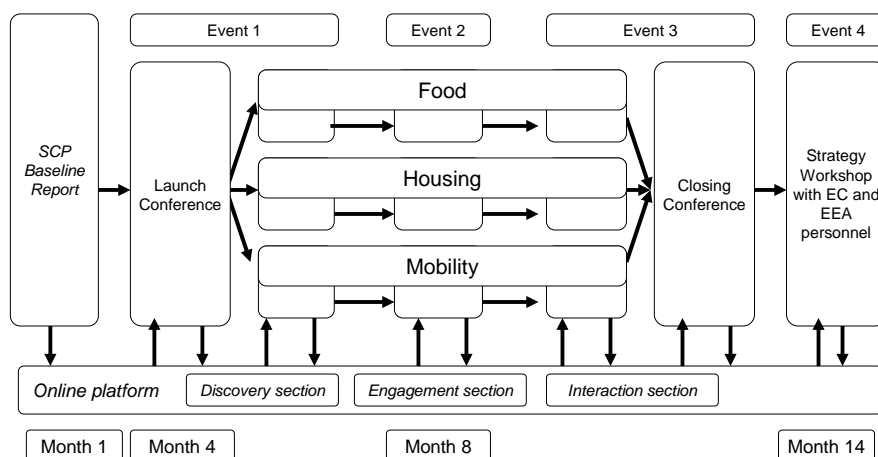 Event 1
Event 2
Event 3
Event 4
SCP
Baseline
Report
Launch
Conference
Food
Housing
Mobility
Closing
Conference
Strategy
Workshop
with EC and
EEA
personnel
Online platform
Discovery section
Engagement section
Interaction section
Month 1
Month 4
Month 8
Month 14